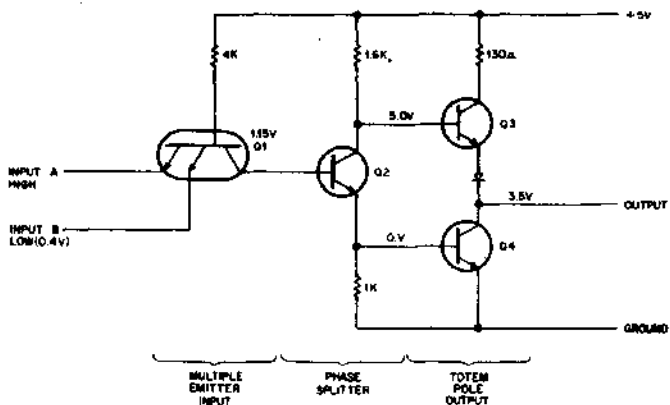 +5V
4K
1.6K
130Ω
1.15V
Q1
5.0V
Q3
INPUT A
HIGH
Q2
3.5V
OUTPUT
INPUT B
LOW(0.4V)
0.V
Q4
1K
GROUND
MULTIPLE
EMITTER
INPUT
PHASE
SPLITTER
TOTEM
POLE
OUTPUT